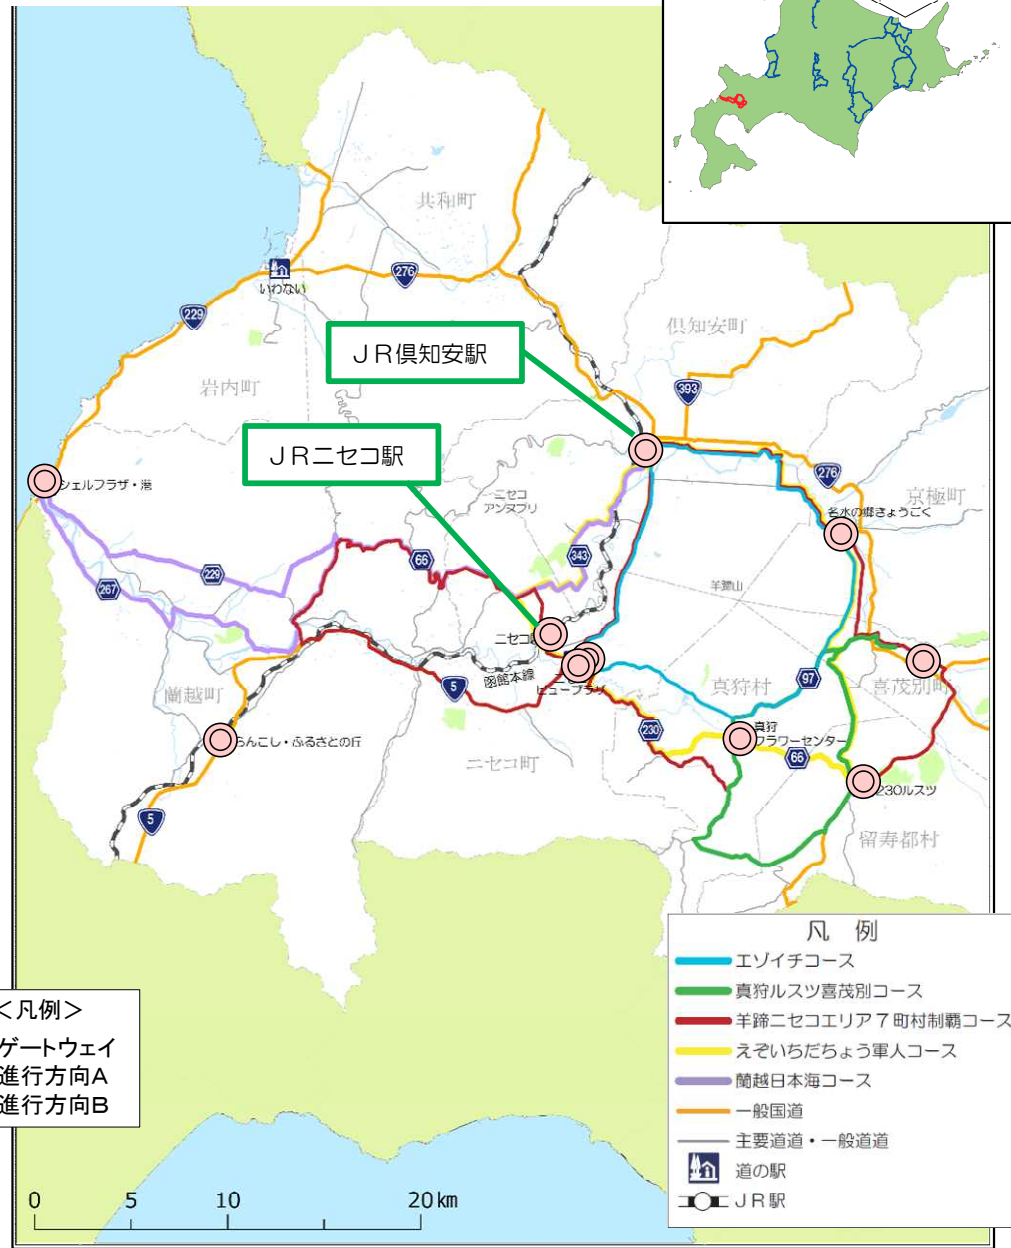 共和町
276
いわない
229
倶知安町
ＪＲ倶知安駅
393
岩内町
ＪＲニセコ駅
276
シェルプラザ・港
ニセコ
アンヌプリ
京極町
名水の郷きょうごく
66
343
229
267
羊蹄山
函館本線
ビュープラザ
5
蘭越町
真狩村
97
喜茂別町
230
真狩
フラワーセンター
らんこし・ふるさとの丘
66
ニセコ町
230ルスツ
5
留寿都村
凡 例
エゾイチコース
真狩ルスツ喜茂別コース
羊蹄ニセコエリア７町村制覇コース
えぞいちだちょう軍人コース
蘭越日本海コース
一般国道
主要道道・一般道道
道の駅
ＪＲ駅
＜凡例＞
ゲートウェイ
進行方向A
進行方向B
0 5 10 20km